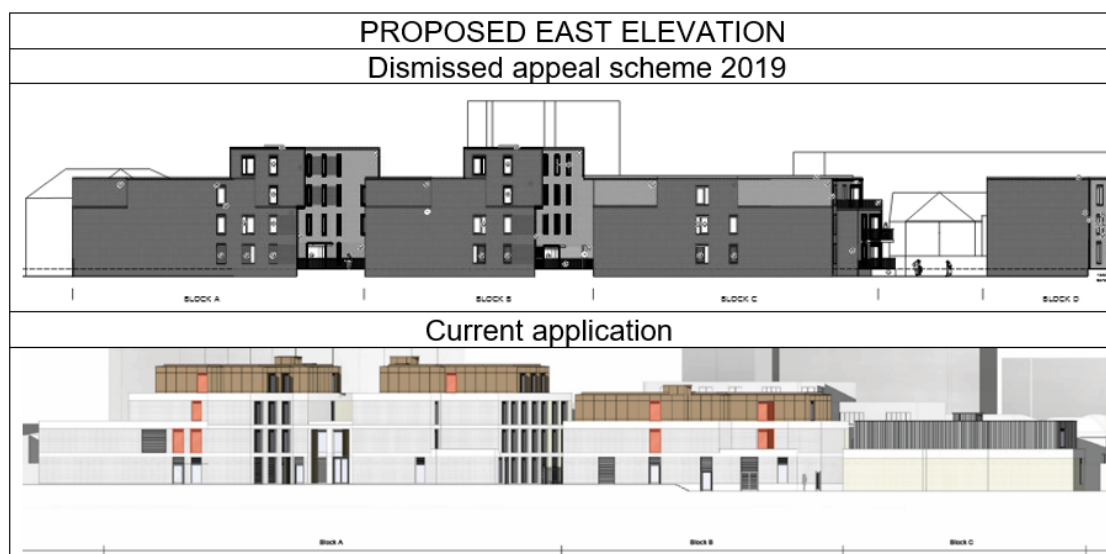 PROPOSED EAST ELEVATION
Dismissed appeal scheme 2019
BLOCK A
BLOCK B
BLOCK C
BLOCK D
Current application
Block A
Block B
Block C